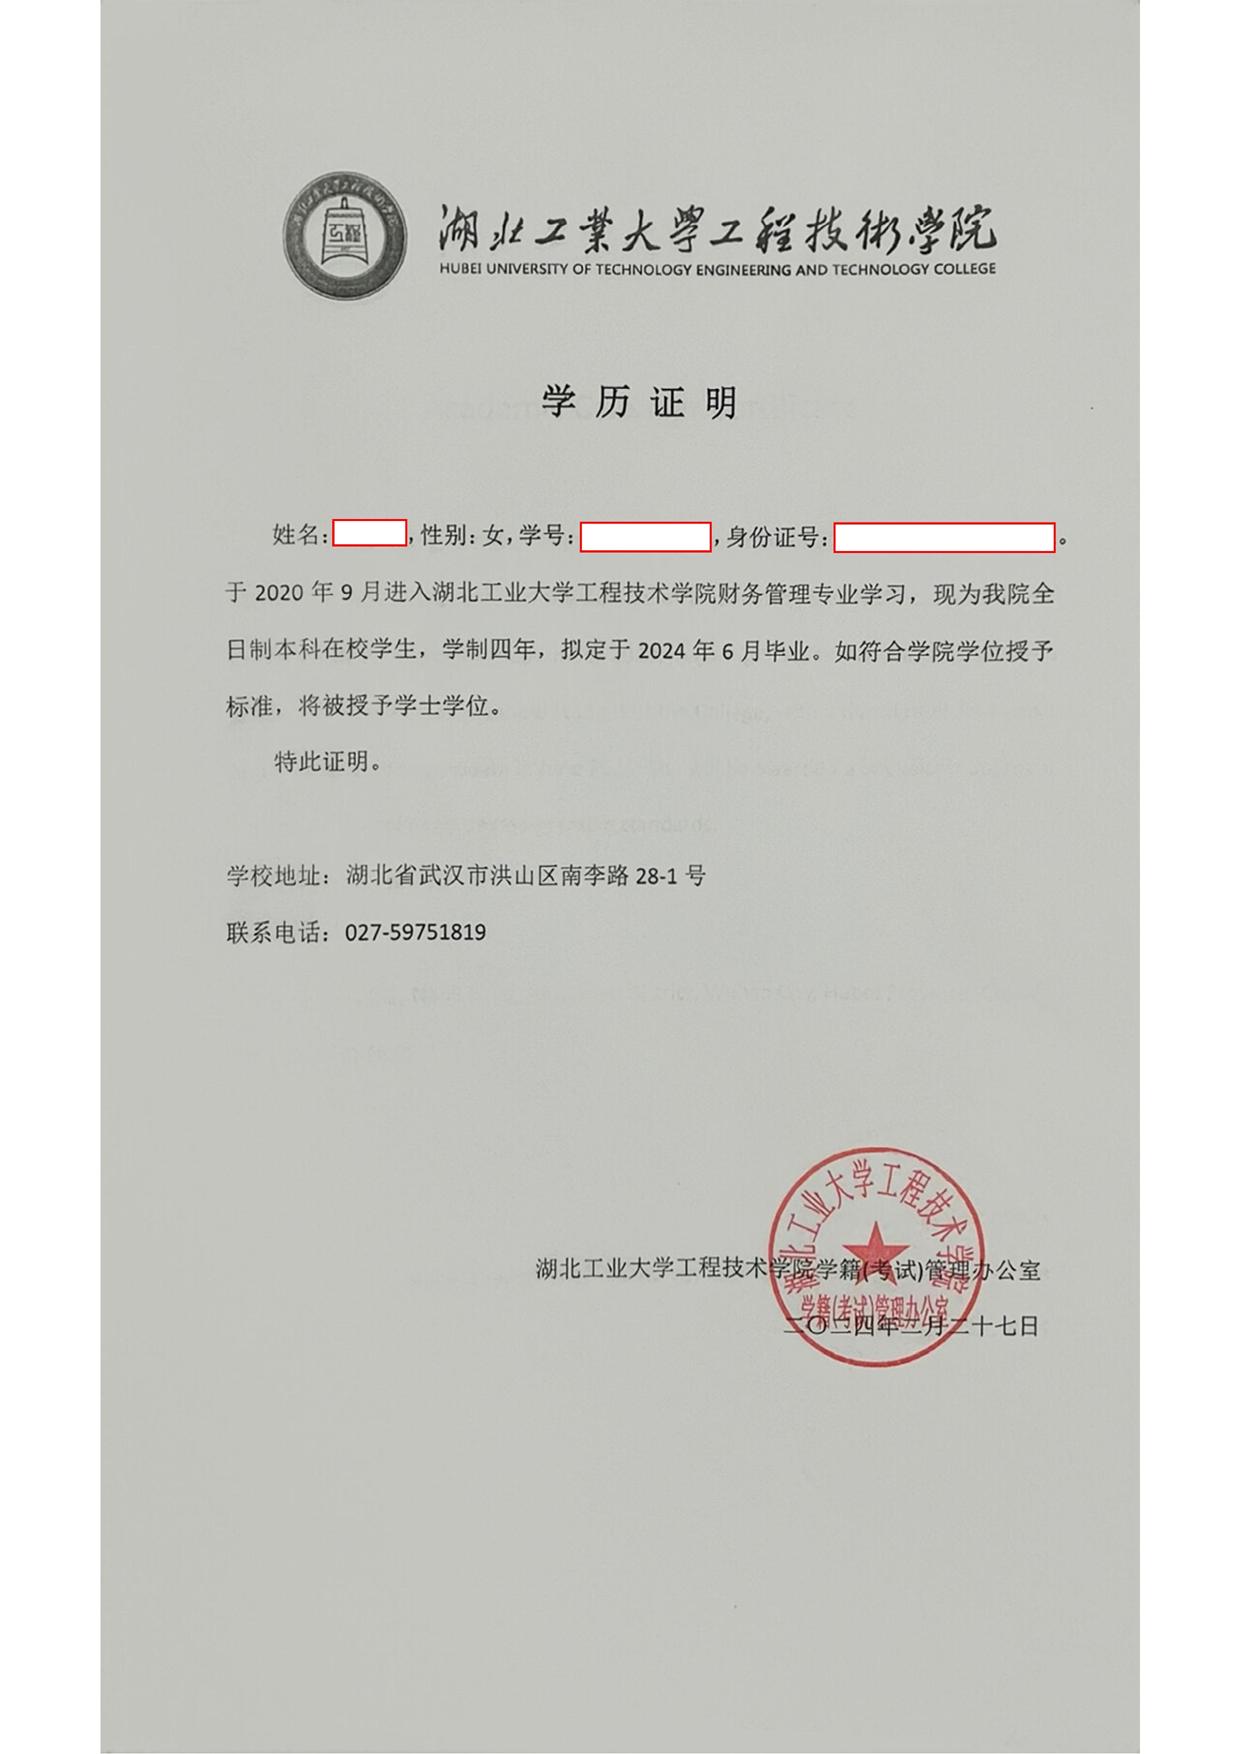 湖北工業大學工程技術學院
HUBEI UNIVERSITY OF TECHNOLOGY ENGINEERING AND TECHNOLOGY COLLEGE
学历证明
姓名:,性别:女,学号:,身份证号:。
于 2020 年 9 月进入湖北工业大学工程技术学院财务管理专业学习，现为我院全
日制本科在校学生，学制四年，拟定于 2024 年 6 月毕业。如符合学院学位授予
标准，将被授予学士学位。
特此证明。
学校地址：湖北省武汉市洪山区南李路 28-1 号
联系电话：027-59751819
湖北工业大学工程技术学院
湖北工业大学工程技术学院学籍(考试)管理办公室
学籍(考试)管理办公室
二〇二四年二月二十七日